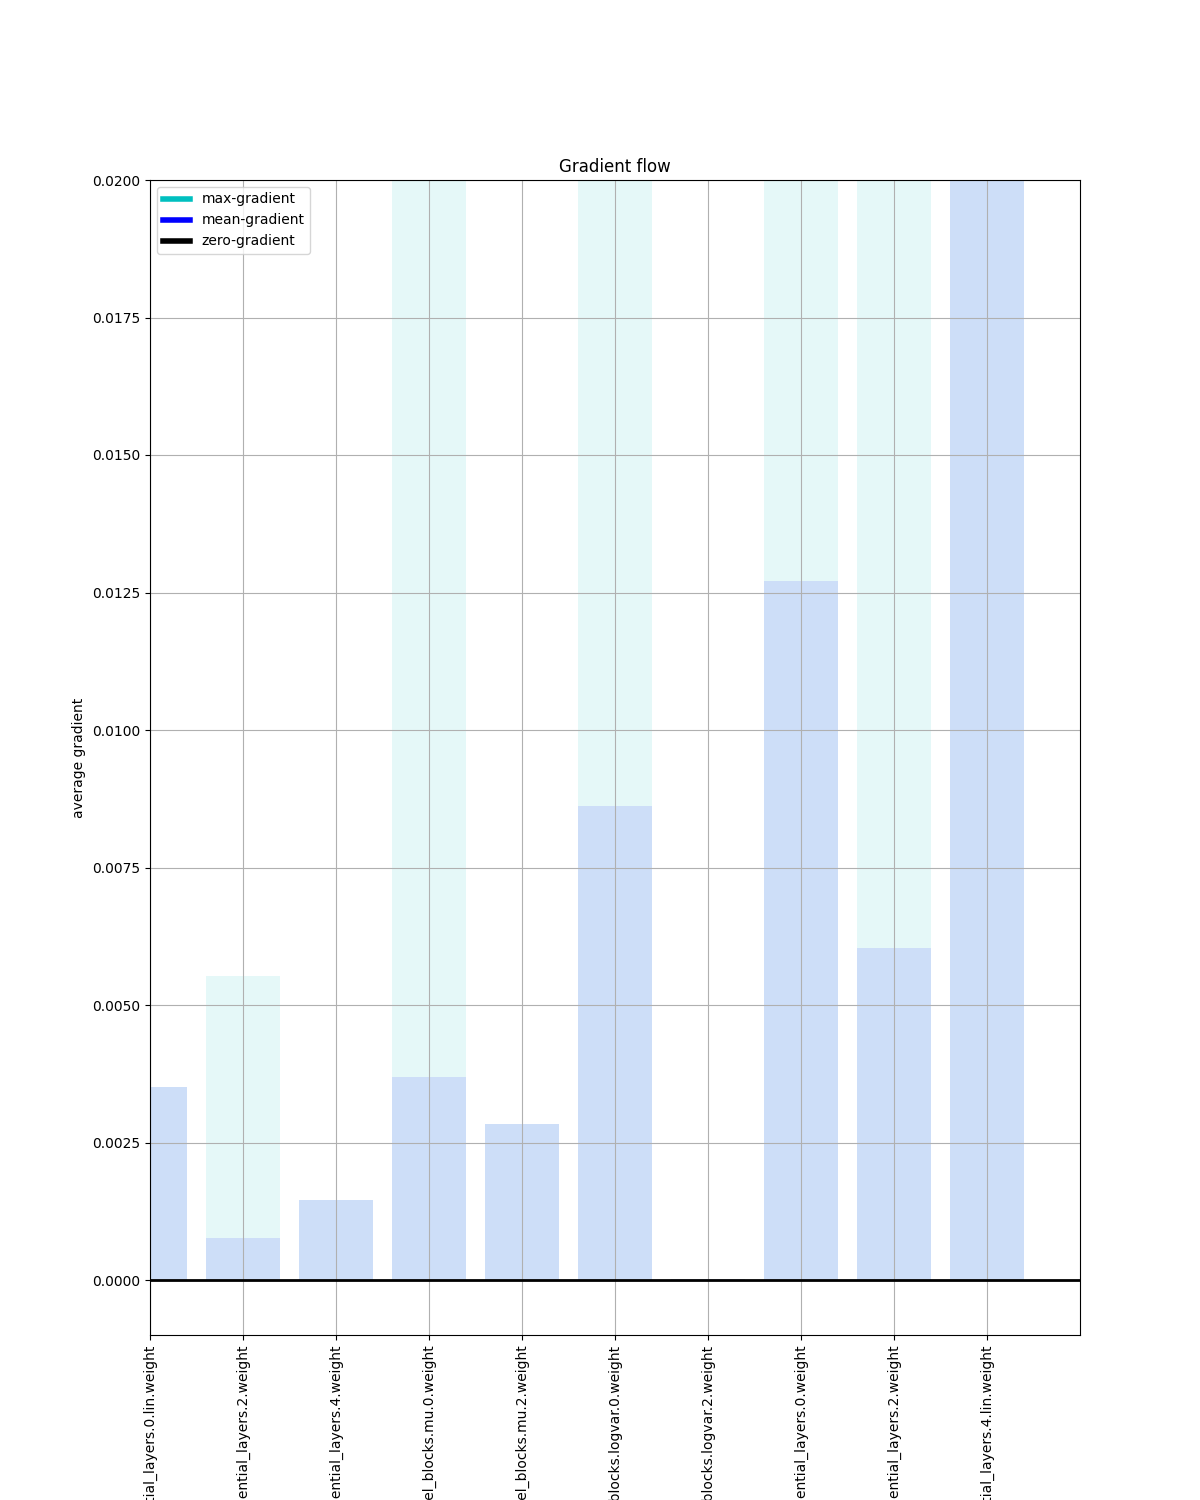 Gradient flow
max-gradient
mean-gradient
zero-gradient
0.0200
0.0175
0.0150
0.0125
0.0100
0.0075
0.0050
0.0025
0.0000
average gradient
tial_layers.0.lin.weight
ential_layers.2.weight
ential_layers.4.weight
el_blocks.mu.0.weight
el_blocks.mu.2.weight
blocks.logvar.0.weight
blocks.logvar.2.weight
ential_layers.0.weight
ential_layers.2.weight
tial_layers.4.lin.weight